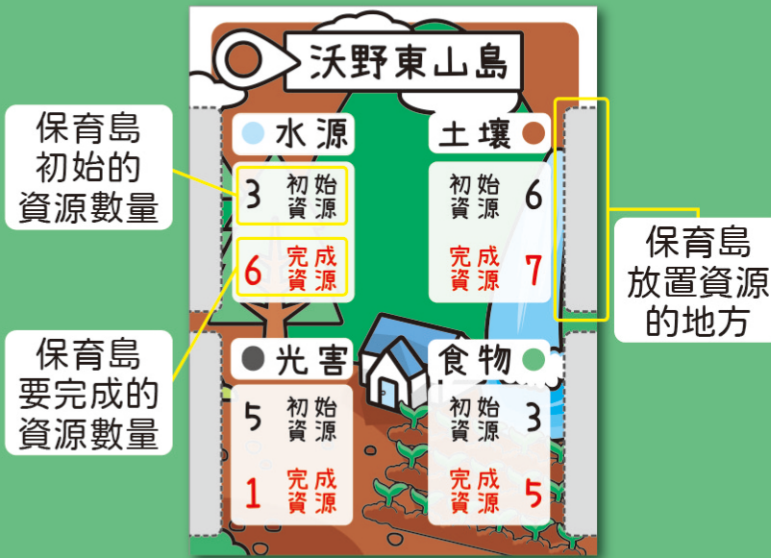 沃野東山島
保育島
初始的
資源數量
水源
土壤
3 初始
資源
初始 6
資源
6 完成
資源
完成 7
資源
保育島
放置資源
的地方
保育島
要完成的
資源數量
光害
食物
5 初始
資源
初始 3
資源
1 完成
資源
完成 5
資源